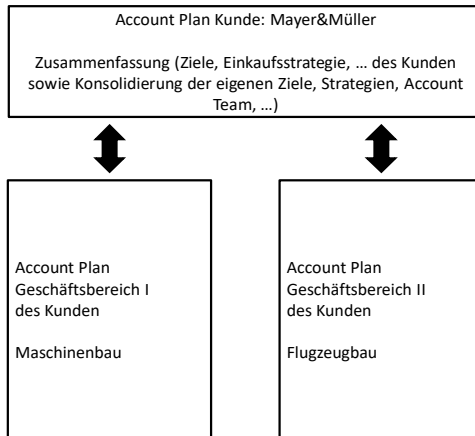 Account Plan Kunde: Mayer&Müller
Zusammenfassung (Ziele, Einkaufsstrategie, ... des Kunden
sowie Konsolidierung der eigenen Ziele, Strategien, Account
Team, ...)
Account Plan
Geschäftsbereich I
des Kunden
Maschinenbau
Account Plan
Geschäftsbereich II
des Kunden
Flugzeugbau